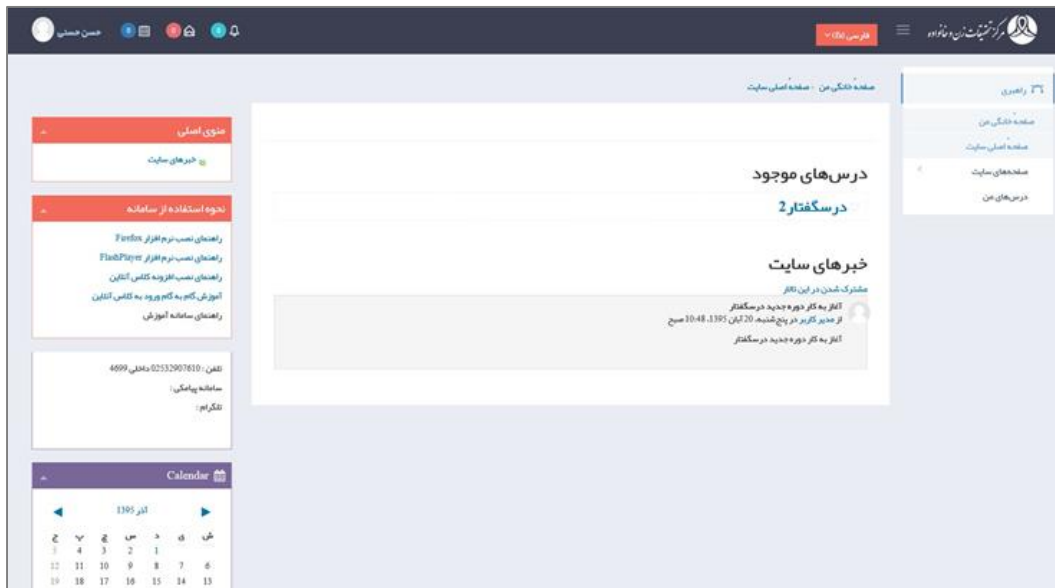 مرکز تحقیقات زن و خانواده
فارسی (fa)
0
0
0
حسن حسنی
راهبری
صفحهٔ خانگی من
صفحهٔ اصلی سایت
صفحه‌های سایت
درس‌های من
صفحهٔ خانگی من
صفحهٔ اصلی سایت
درس‌های موجود
درسگفتار 2
خبرهای سایت
مشترک شدن در این تالار
آغاز به کار دوره جدید درسگفتار
از مدیر کاربر در پنج‌شنبه، 20 آبان 1395، 10:48 صبح
آغاز به کار دوره جدید درسگفتار
منوی اصلی
خبرهای سایت
نحوه استفاده از سامانه
راهنمای نصب نرم افزار Firefox
راهنمای نصب نرم افزار FlashPlayer
راهنمای نصب افزونه کلاس آنلاین
آموزش گام به گام ورود به کلاس آنلاین
راهنمای سامانه آموزش
تلفن : 02532907610 داخلی 4699
سامانه پیامکی :
تلگرام :
Calendar
آذر 1395
ش ی د س چ پ ج
1 2 3 4 5
6 7 8 9 10 11 12
13 14 15 16 17 18 19